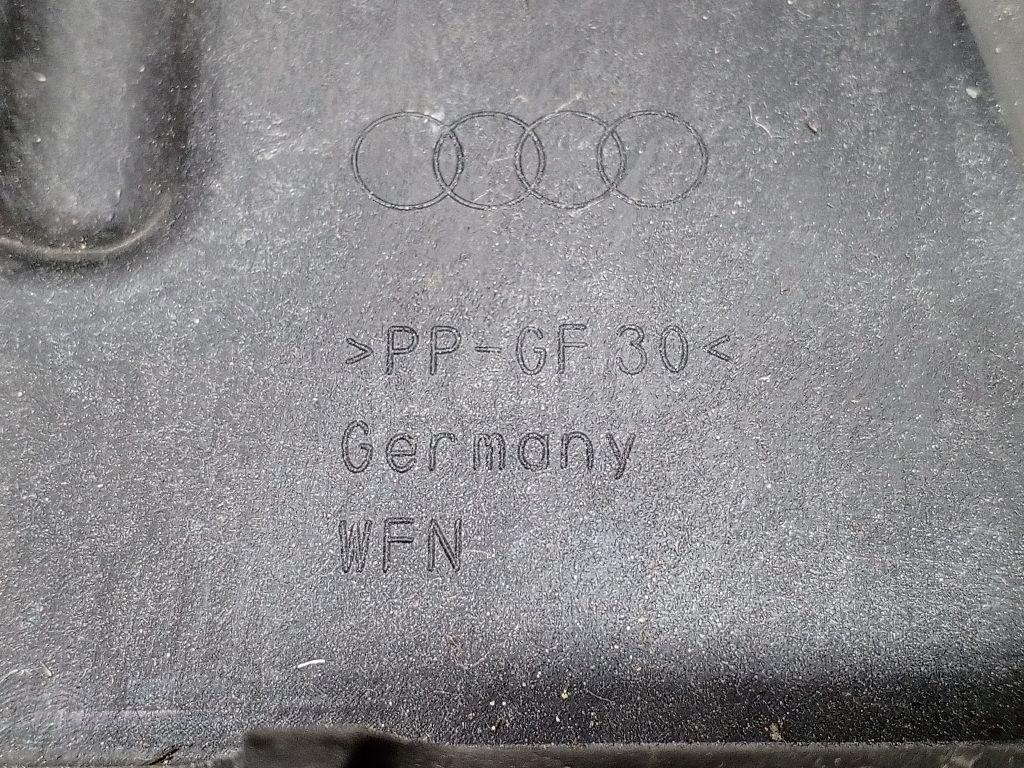 >PP-GF 30<
Germany
WFN